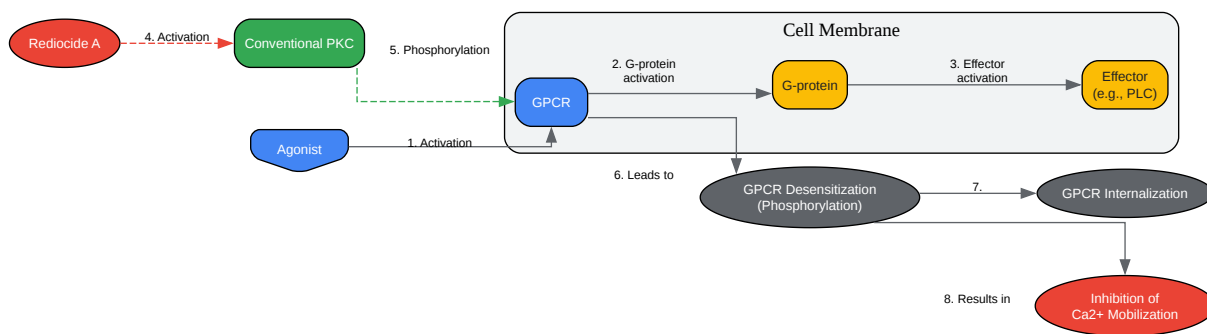 Cell Membrane
Rediocide A
4. Activation
Conventional PKC
5. Phosphorylation
GPCR
2. G-protein
activation
G-protein
3. Effector
activation
Effector
(e.g., PLC)
Agonist
1. Activation
6. Leads to
GPCR Desensitization
(Phosphorylation)
7.
GPCR Internalization
8. Results in
Inhibition of
Ca2+ Mobilization